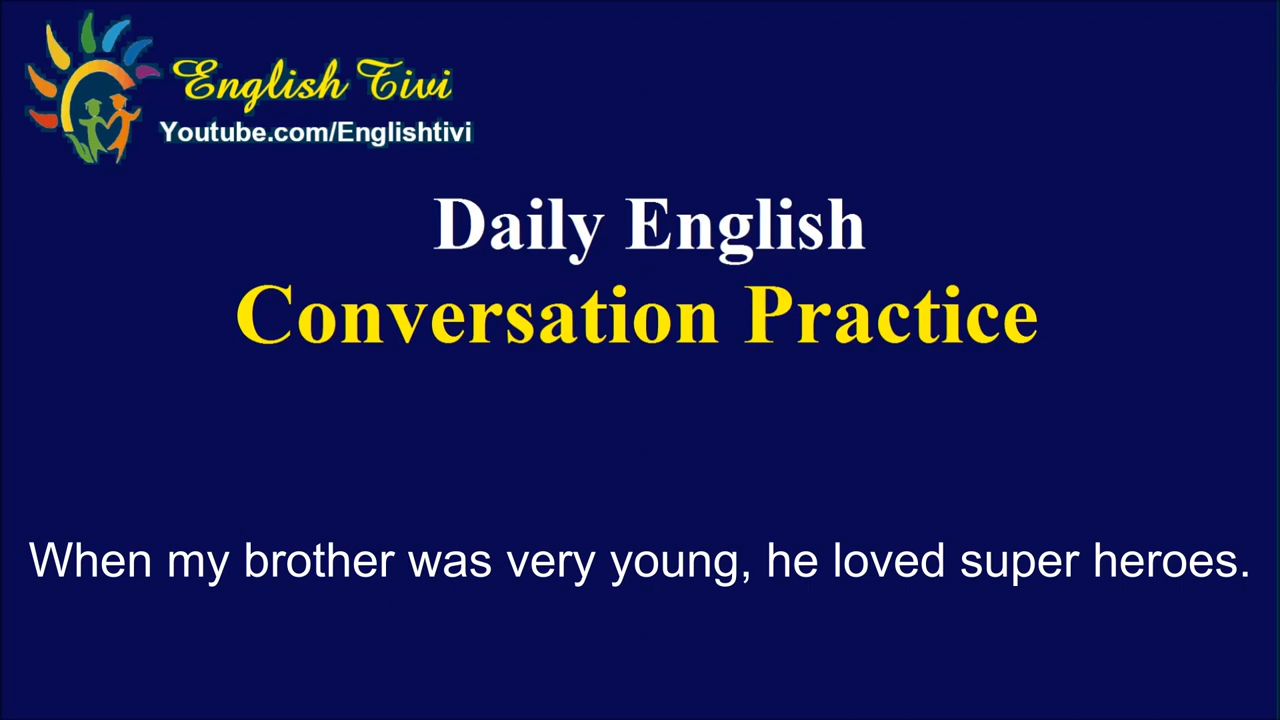 English Tivi
Youtube.com/Englishtivi
Daily English
Conversation Practice
When my brother was very young, he loved super heroes.